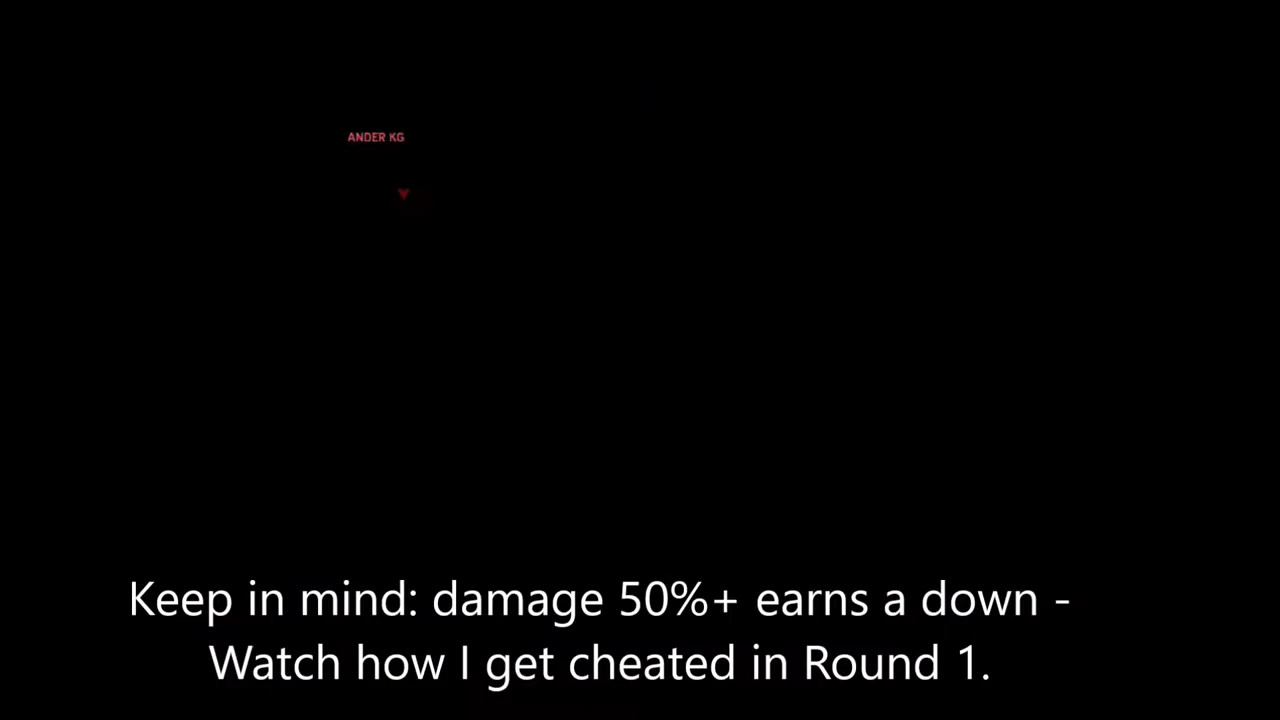 ANDER KG
Keep in mind: damage 50%+ earns a down -
Watch how I get cheated in Round 1.